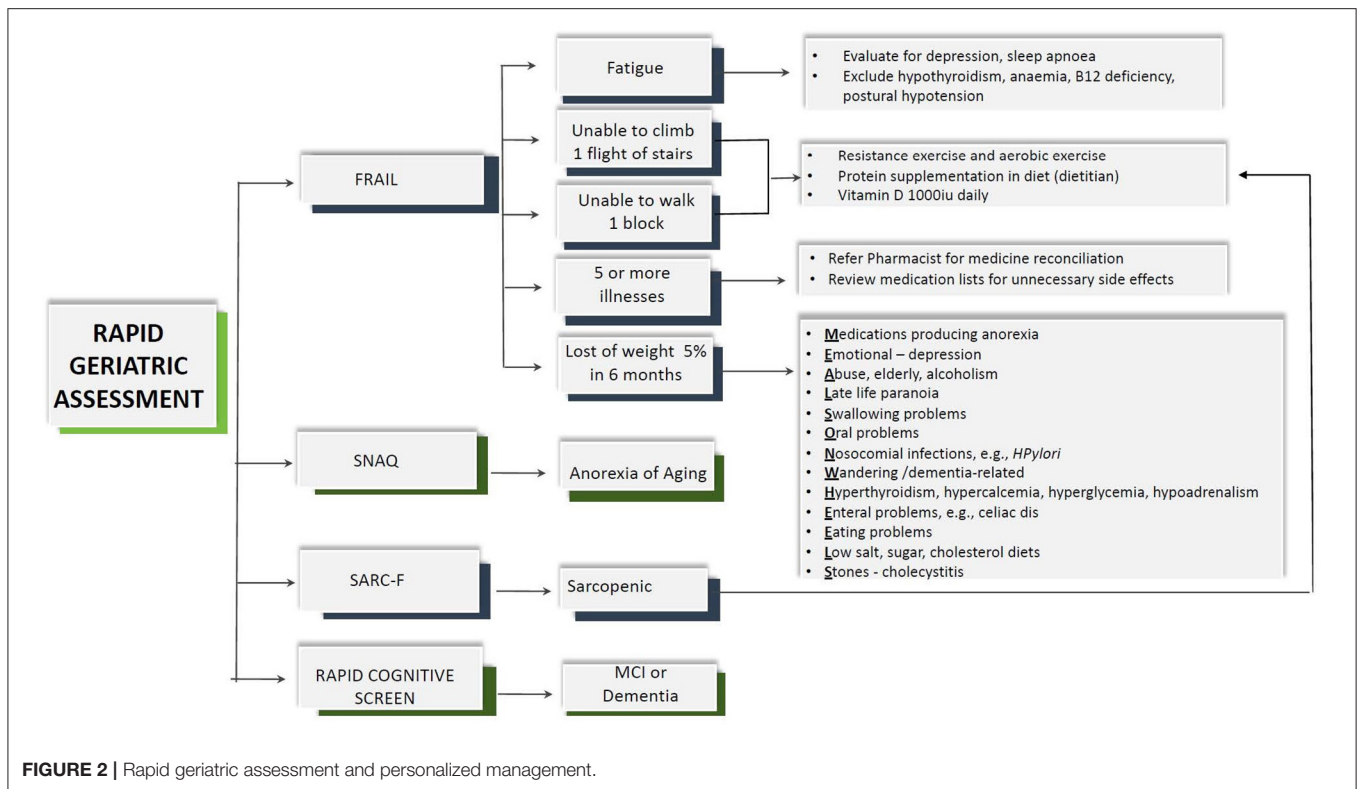 RAPID
GERIATRIC
ASSESSMENT
FRAIL
Fatigue
• Evaluate for depression, sleep apnoea
• Exclude hypothyroidism, anaemia, B12 deficiency,
postural hypotension
Unable to climb
1 flight of stairs
Unable to walk
1 block
• Resistance exercise and aerobic exercise
• Protein supplementation in diet (dietitian)
• Vitamin D 1000iu daily
5 or more
illnesses
• Refer Pharmacist for medicine reconciliation
• Review medication lists for unnecessary side effects
Lost of weight 5%
in 6 months
• Medications producing anorexia
• Emotional – depression
• Abuse, elderly, alcoholism
• Late life paranoia
• Swallowing problems
• Oral problems
• Nosocomial infections, e.g., HPylori
• Wandering /dementia-related
• Hyperthyroidism, hypercalcemia, hyperglycemia, hypoadrenalism
• Enteral problems, e.g., celiac dis
• Eating problems
• Low salt, sugar, cholesterol diets
• Stones - cholecystitis
SNAQ
Anorexia of Aging
SARC-F
Sarcopenic
RAPID COGNITIVE
SCREEN
MCI or
Dementia
FIGURE 2 | Rapid geriatric assessment and personalized management.